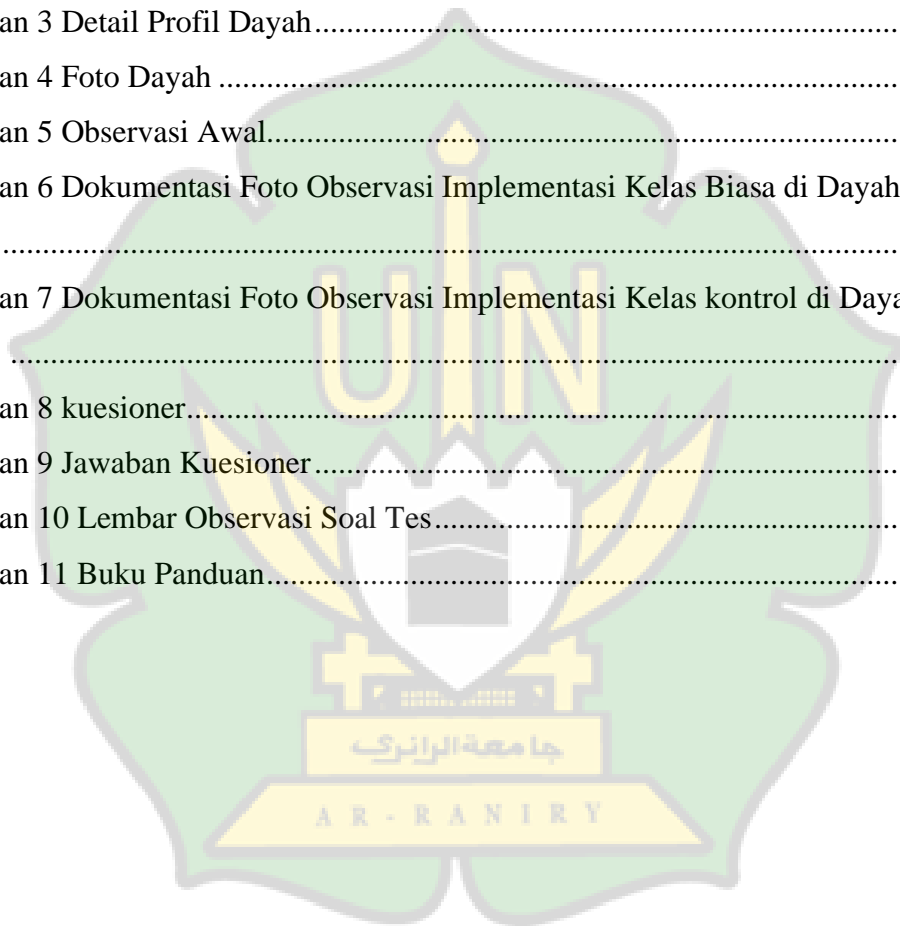 an 3 Detail Profil Dayah................................................................................
an 4 Foto Dayah ................................................................................
an 5 Observasi Awal................................................................................
an 6 Dokumentasi Foto Observasi Implementasi Kelas Biasa di Dayah
................................................................................
an 7 Dokumentasi Foto Observasi Implementasi Kelas kontrol di Daya
................................................................................
an 8 kuesioner................................................................................
an 9 Jawaban Kuesioner................................................................................
an 10 Lembar Observasi Soal Tes................................................................................
an 11 Buku Panduan................................................................................
UIN
جامعة الرانري
AR-RANIRY